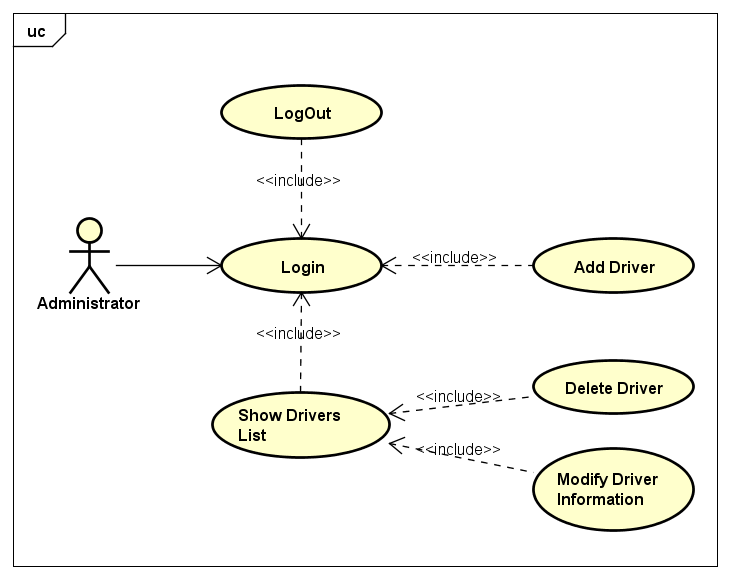 uc
LogOut
<<include>>
Login
<<include>>
Add Driver
Administrator
<<include>>
Delete Driver
<<include>>
Show Drivers
List
<<include>>
Modify Driver
Information